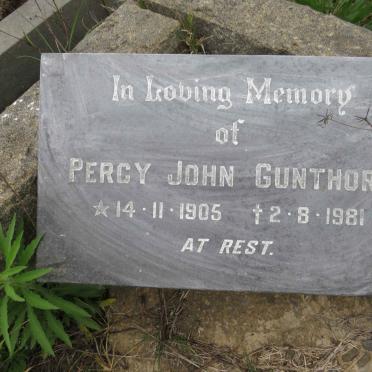 In Loving Memory
of
PERCY JOHN GUNTHOR
★ 14·11·1905 † 2·8·1981
AT REST.